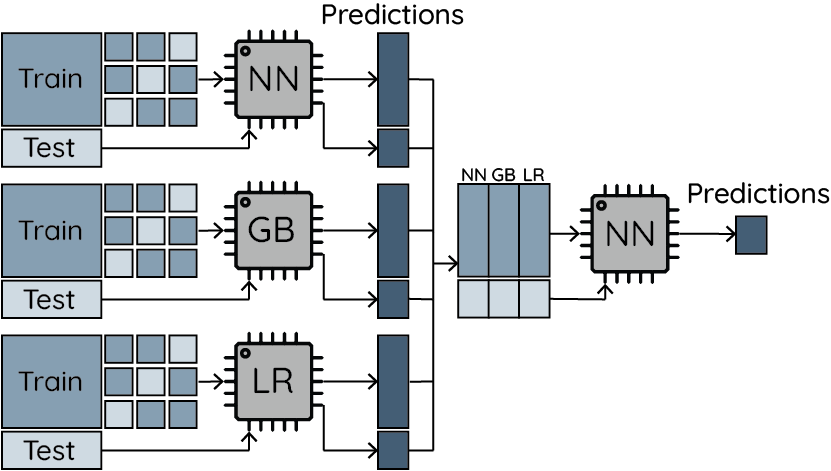 Predictions
Train
NN
Test
NN GB LR
Predictions
Train
GB
NN
Test
Train
LR
Test